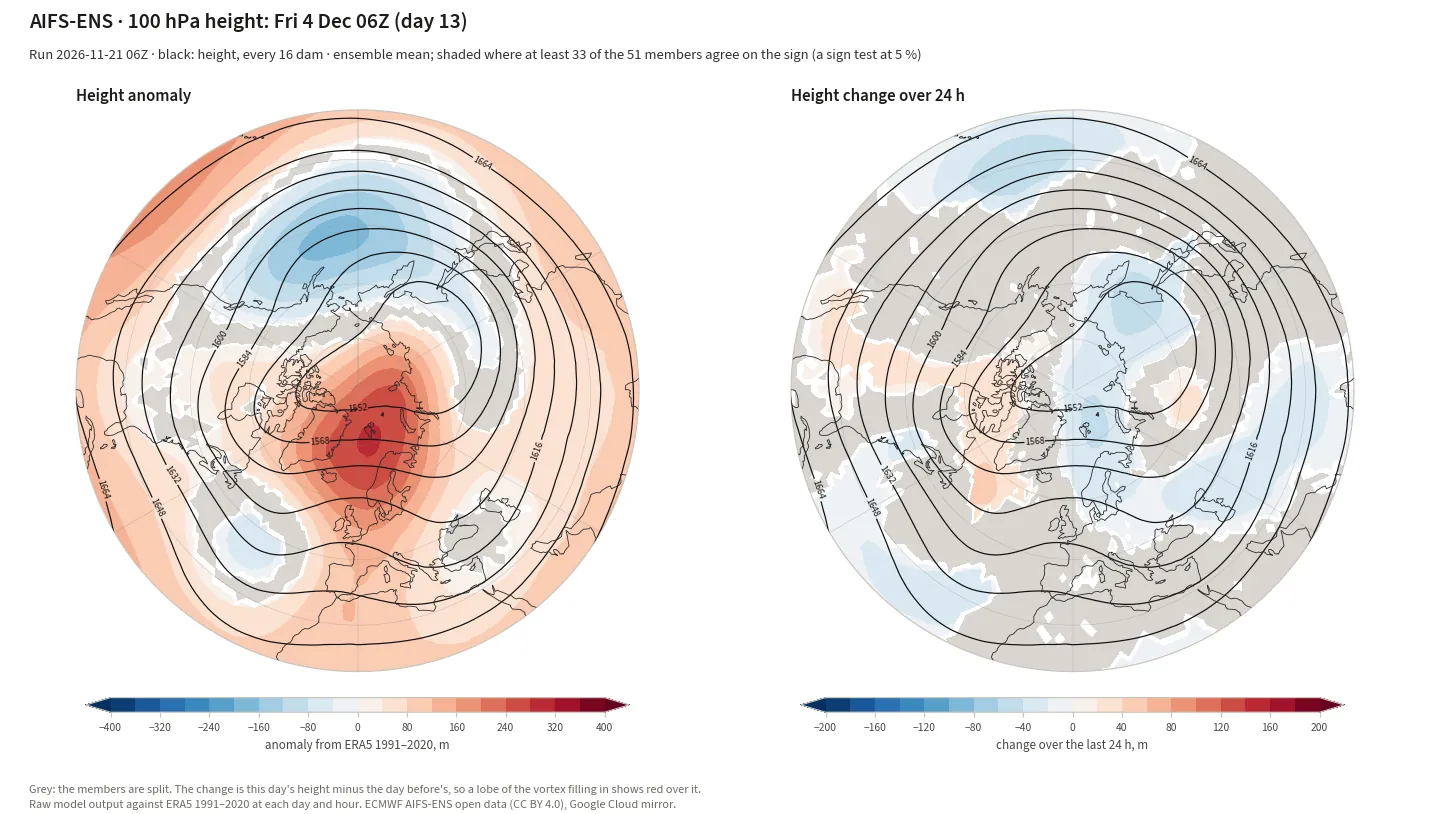 AIFS-ENS · 100 hPa height: Fri 4 Dec 06Z (day 13)
Run 2026-11-21 06Z · black: height, every 16 dam · ensemble mean; shaded where at least 33 of the 51 members agree on the sign (a sign test at 5 %)
Height anomaly
Height change over 24 h
1664
1600
1584
1552
1568
1616
1632
1648
1664
1664
1600
1584
1552
1568
1616
1632
1648
1664
−400 −320 −240 −160 −80 0 80 160 240 320 400
anomaly from ERA5 1991–2020, m
−200 −160 −120 −80 −40 0 40 80 120 160 200
change over the last 24 h, m
Grey: the members are split. The change is this day's height minus the day before's, so a lobe of the vortex filling in shows red over it.
Raw model output against ERA5 1991–2020 at each day and hour. ECMWF AIFS-ENS open data (CC BY 4.0), Google Cloud mirror.